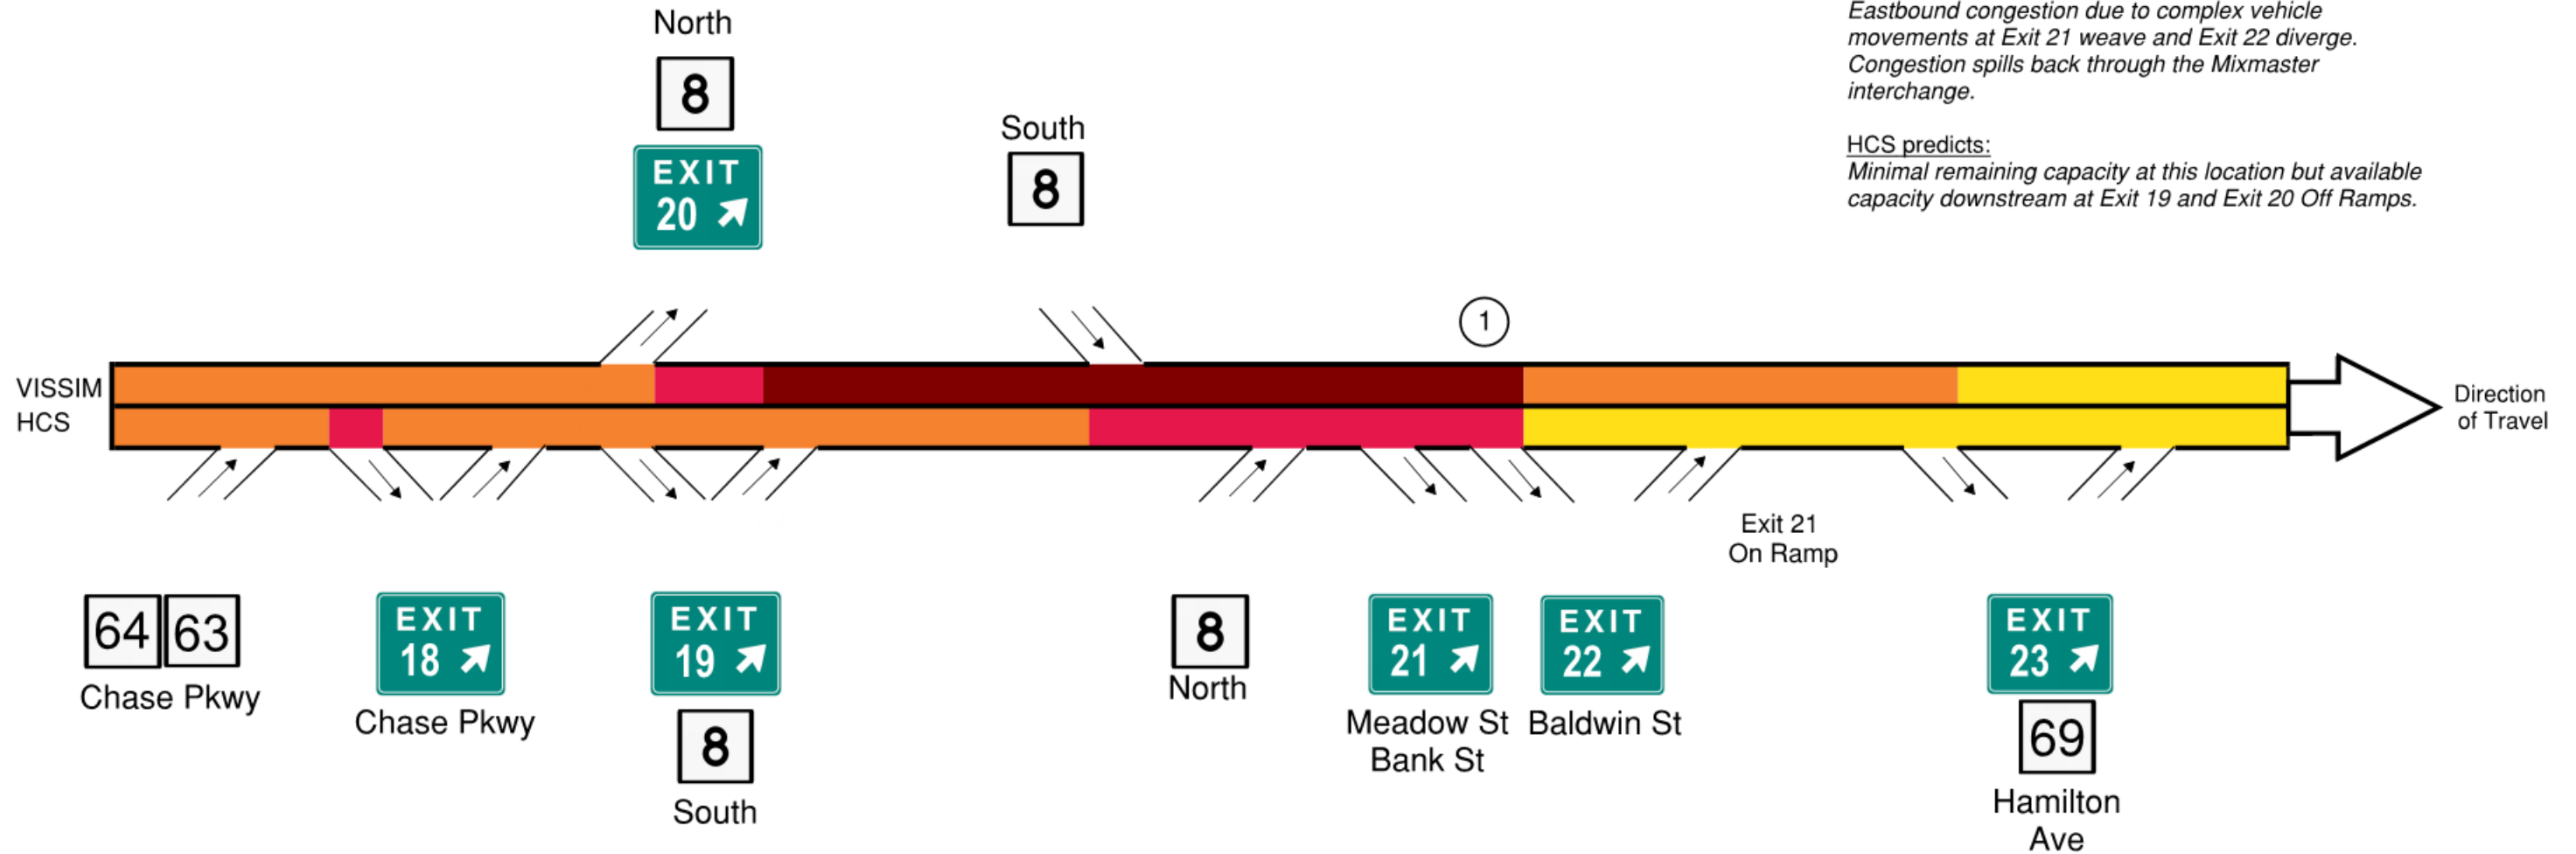 North
8
EXIT
20
South
8
Eastbound congestion due to complex vehicle
movements at Exit 21 weave and Exit 22 diverge.
Congestion spills back through the Mixmaster
interchange.
HCS predicts:
Minimal remaining capacity at this location but available
capacity downstream at Exit 19 and Exit 20 Off Ramps.
1
VISSIM
HCS
Direction
of Travel
Exit 21
On Ramp
64 63
Chase Pkwy
EXIT
18
Chase Pkwy
EXIT
19
8
South
8
North
EXIT
21
Meadow St
Bank St
EXIT
22
Baldwin St
EXIT
23
69
Hamilton
Ave